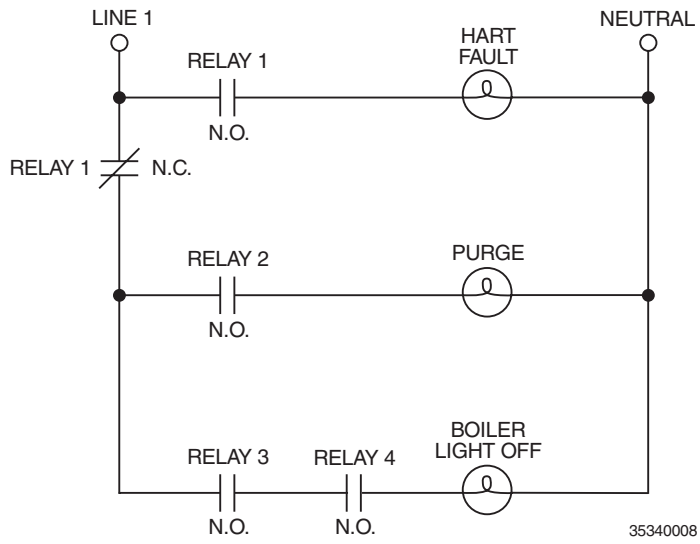 LINE 1
NEUTRAL
RELAY 1
N.O.
HART
FAULT
RELAY 1
N.C.
RELAY 2
N.O.
PURGE
RELAY 3
N.O.
RELAY 4
N.O.
BOILER
LIGHT OFF
35340008